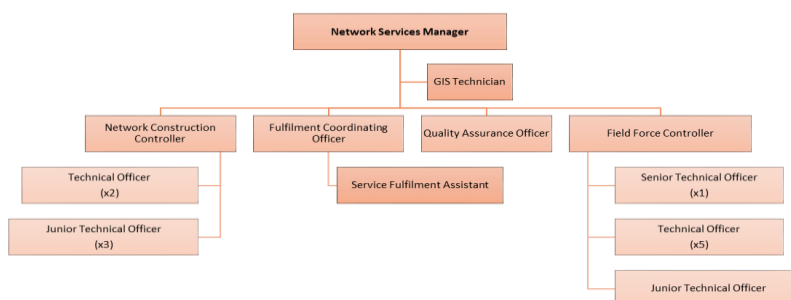 Network Services Manager
GIS Technician
Network Construction
Controller
Fulfilment Coordinating
Officer
Quality Assurance Officer
Field Force Controller
Technical Officer
(x2)
Junior Technical Officer
(x3)
Service Fulfilment Assistant
Senior Technical Officer
(x1)
Technical Officer
(x5)
Junior Technical Officer